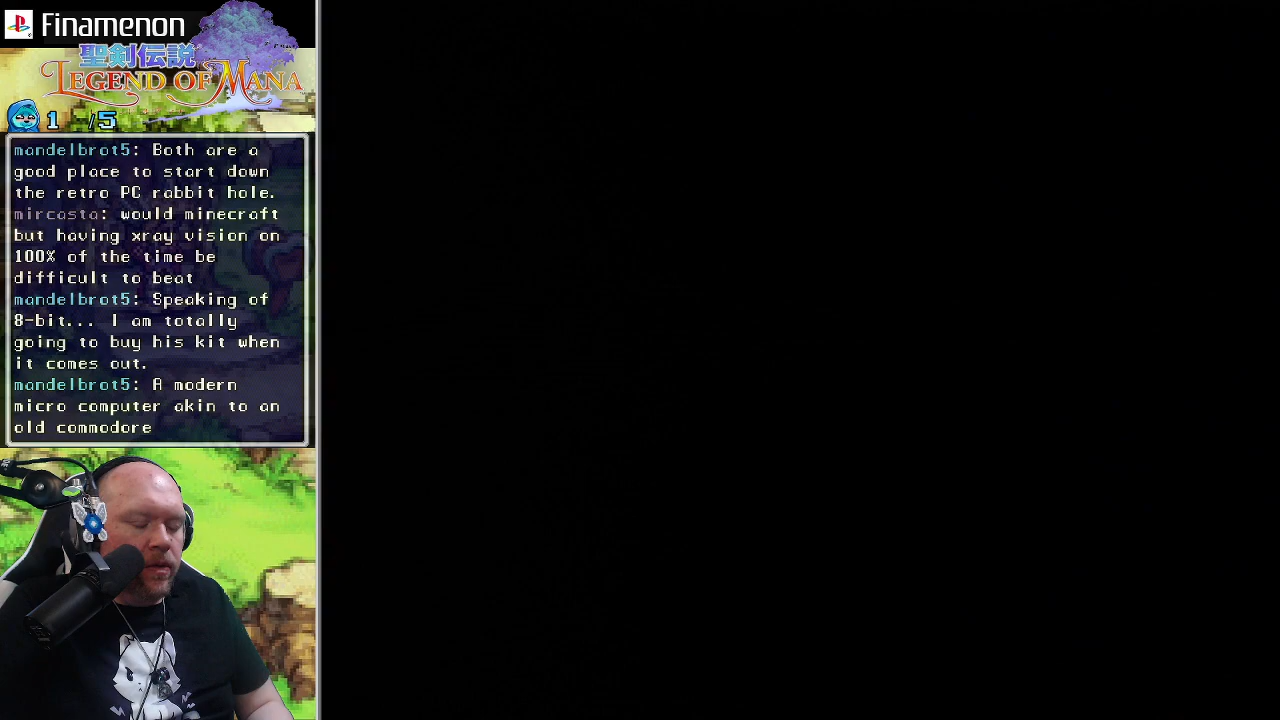 Finamenon
聖剣伝説
LEGEND OF MANA
1 /5
mandelbrot5: Both are a
good place to start down
the retro PC rabbit hole.
mircasta: would minecraft
but having xray vision on
100% of the time be
difficult to beat
mandelbrot5: Speaking of
8-bit... I am totally
going to buy his kit when
it comes out.
mandelbrot5: A modern
micro computer akin to an
old commodore